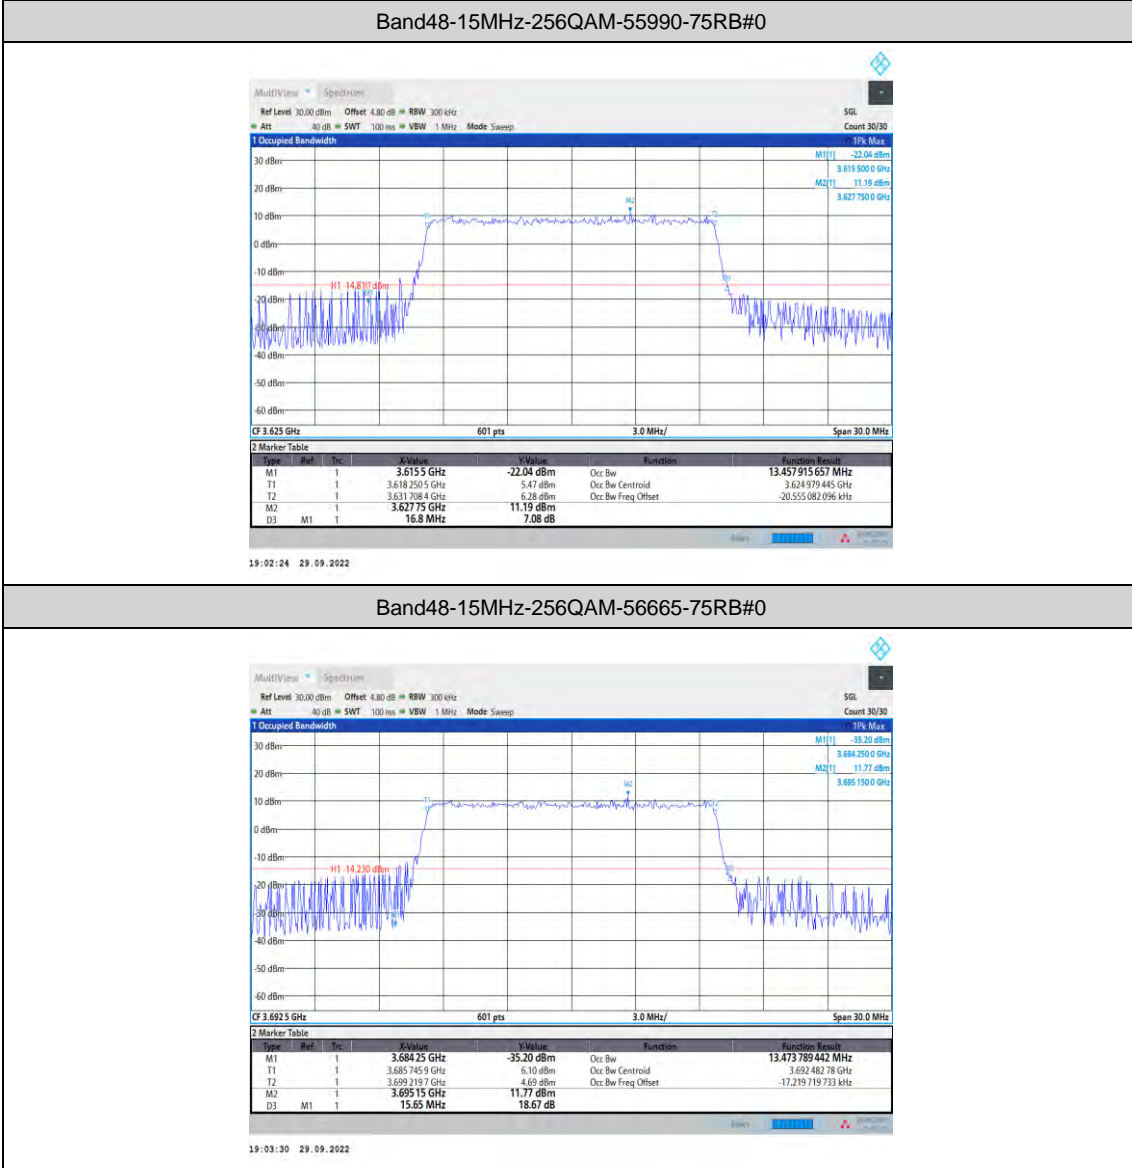 Band48-15MHz-256QAM-55990-75RB#0
MultiView Spectrum
Ref Level 30.00 dBm Offset 4.80 dB RBW 300 kHz SGL
Att 40 dB SWT 100 ms VBW 1 MHz Mode Sweep Count 30/30
1 Occupied Bandwidth 1Pk Max
M1[1] -22.04 dBm
3.615 500 0 GHz
M2[1] 11.19 dBm
3.627 750 0 GHz
30 dBm
20 dBm
M2
10 dBm
0 dBm
-10 dBm
H1 -14.810 dBm
-20 dBm
-30 dBm
-40 dBm
-50 dBm
-60 dBm
CF 3.625 GHz 601 pts 3.0 MHz/ Span 30.0 MHz
2 Marker Table
Type Ref Trc X-Value Y-Value Function Function Result
M1 1 3.6155 GHz -22.04 dBm Occ Bw 13.457 915 657 MHz
T1 1 3.618 250 5 GHz 5.47 dBm Occ Bw Centroid 3.624 979 445 GHz
T2 1 3.631 708 4 GHz 6.28 dBm Occ Bw Freq Offset -20.555 082 096 kHz
M2 1 3.62775 GHz 11.19 dBm
D3 M1 1 16.8 MHz 7.08 dB
19:02:24 29.09.2022
Band48-15MHz-256QAM-56665-75RB#0
MultiView Spectrum
Ref Level 30.00 dBm Offset 4.80 dB RBW 300 kHz SGL
Att 40 dB SWT 100 ms VBW 1 MHz Mode Sweep Count 30/30
1 Occupied Bandwidth 1Pk Max
M1[1] -35.20 dBm
3.684 250 0 GHz
M2[1] 11.77 dBm
3.695 150 0 GHz
30 dBm
20 dBm
M2
10 dBm
0 dBm
-10 dBm
H1 -14.230 dBm
-20 dBm
-30 dBm
-40 dBm
-50 dBm
-60 dBm
CF 3.6925 GHz 601 pts 3.0 MHz/ Span 30.0 MHz
2 Marker Table
Type Ref Trc X-Value Y-Value Function Function Result
M1 1 3.68425 GHz -35.20 dBm Occ Bw 13.473 789 442 MHz
T1 1 3.685 745 9 GHz 6.10 dBm Occ Bw Centroid 3.692 482 78 GHz
T2 1 3.699 219 7 GHz 4.69 dBm Occ Bw Freq Offset -17.219 719 733 kHz
M2 1 3.69515 GHz 11.77 dBm
D3 M1 1 15.65 MHz 18.67 dB
19:03:30 29.09.2022